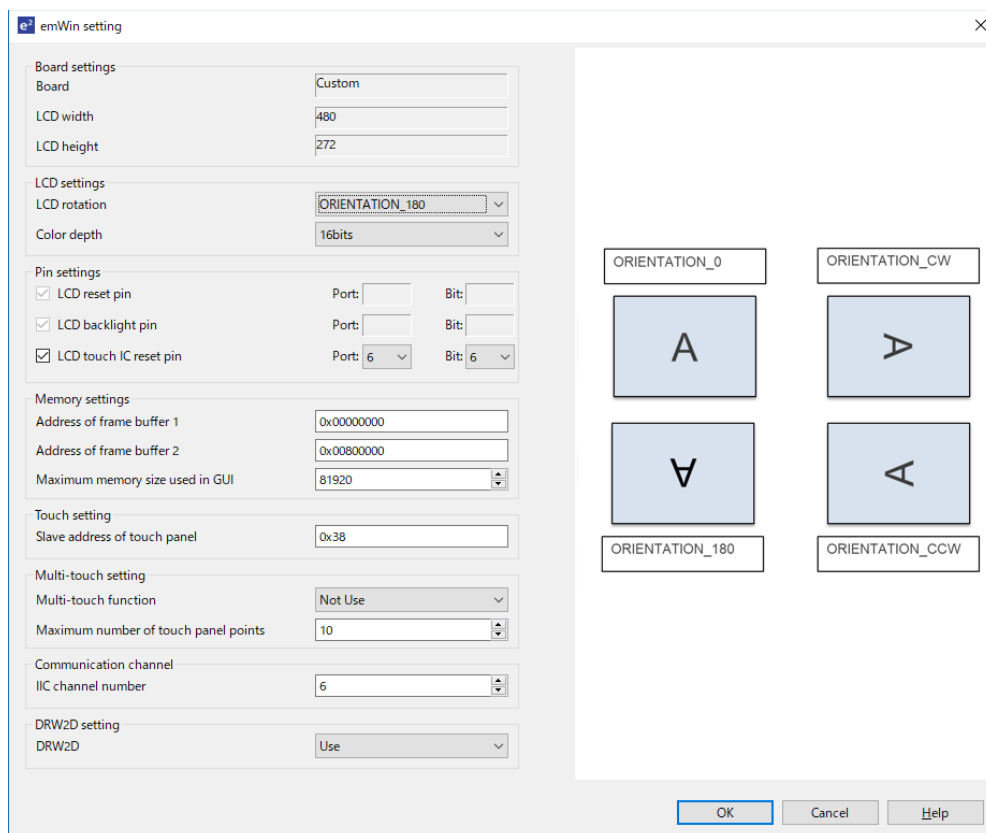 e² emWin setting
Board settings
Board Custom
LCD width 480
LCD height 272
LCD settings
LCD rotation ORIENTATION_180
Color depth 16bits
Pin settings
LCD reset pin Port: Bit:
LCD backlight pin Port: Bit:
LCD touch IC reset pin Port: 6 Bit: 6
Memory settings
Address of frame buffer 1 0x00000000
Address of frame buffer 2 0x00800000
Maximum memory size used in GUI 81920
Touch setting
Slave address of touch panel 0x38
Multi-touch setting
Multi-touch function Not Use
Maximum number of touch panel points 10
Communication channel
IIC channel number 6
DRW2D setting
DRW2D Use
ORIENTATION_0 ORIENTATION_CW
A A
A A
ORIENTATION_180 ORIENTATION_CCW
OK Cancel Help